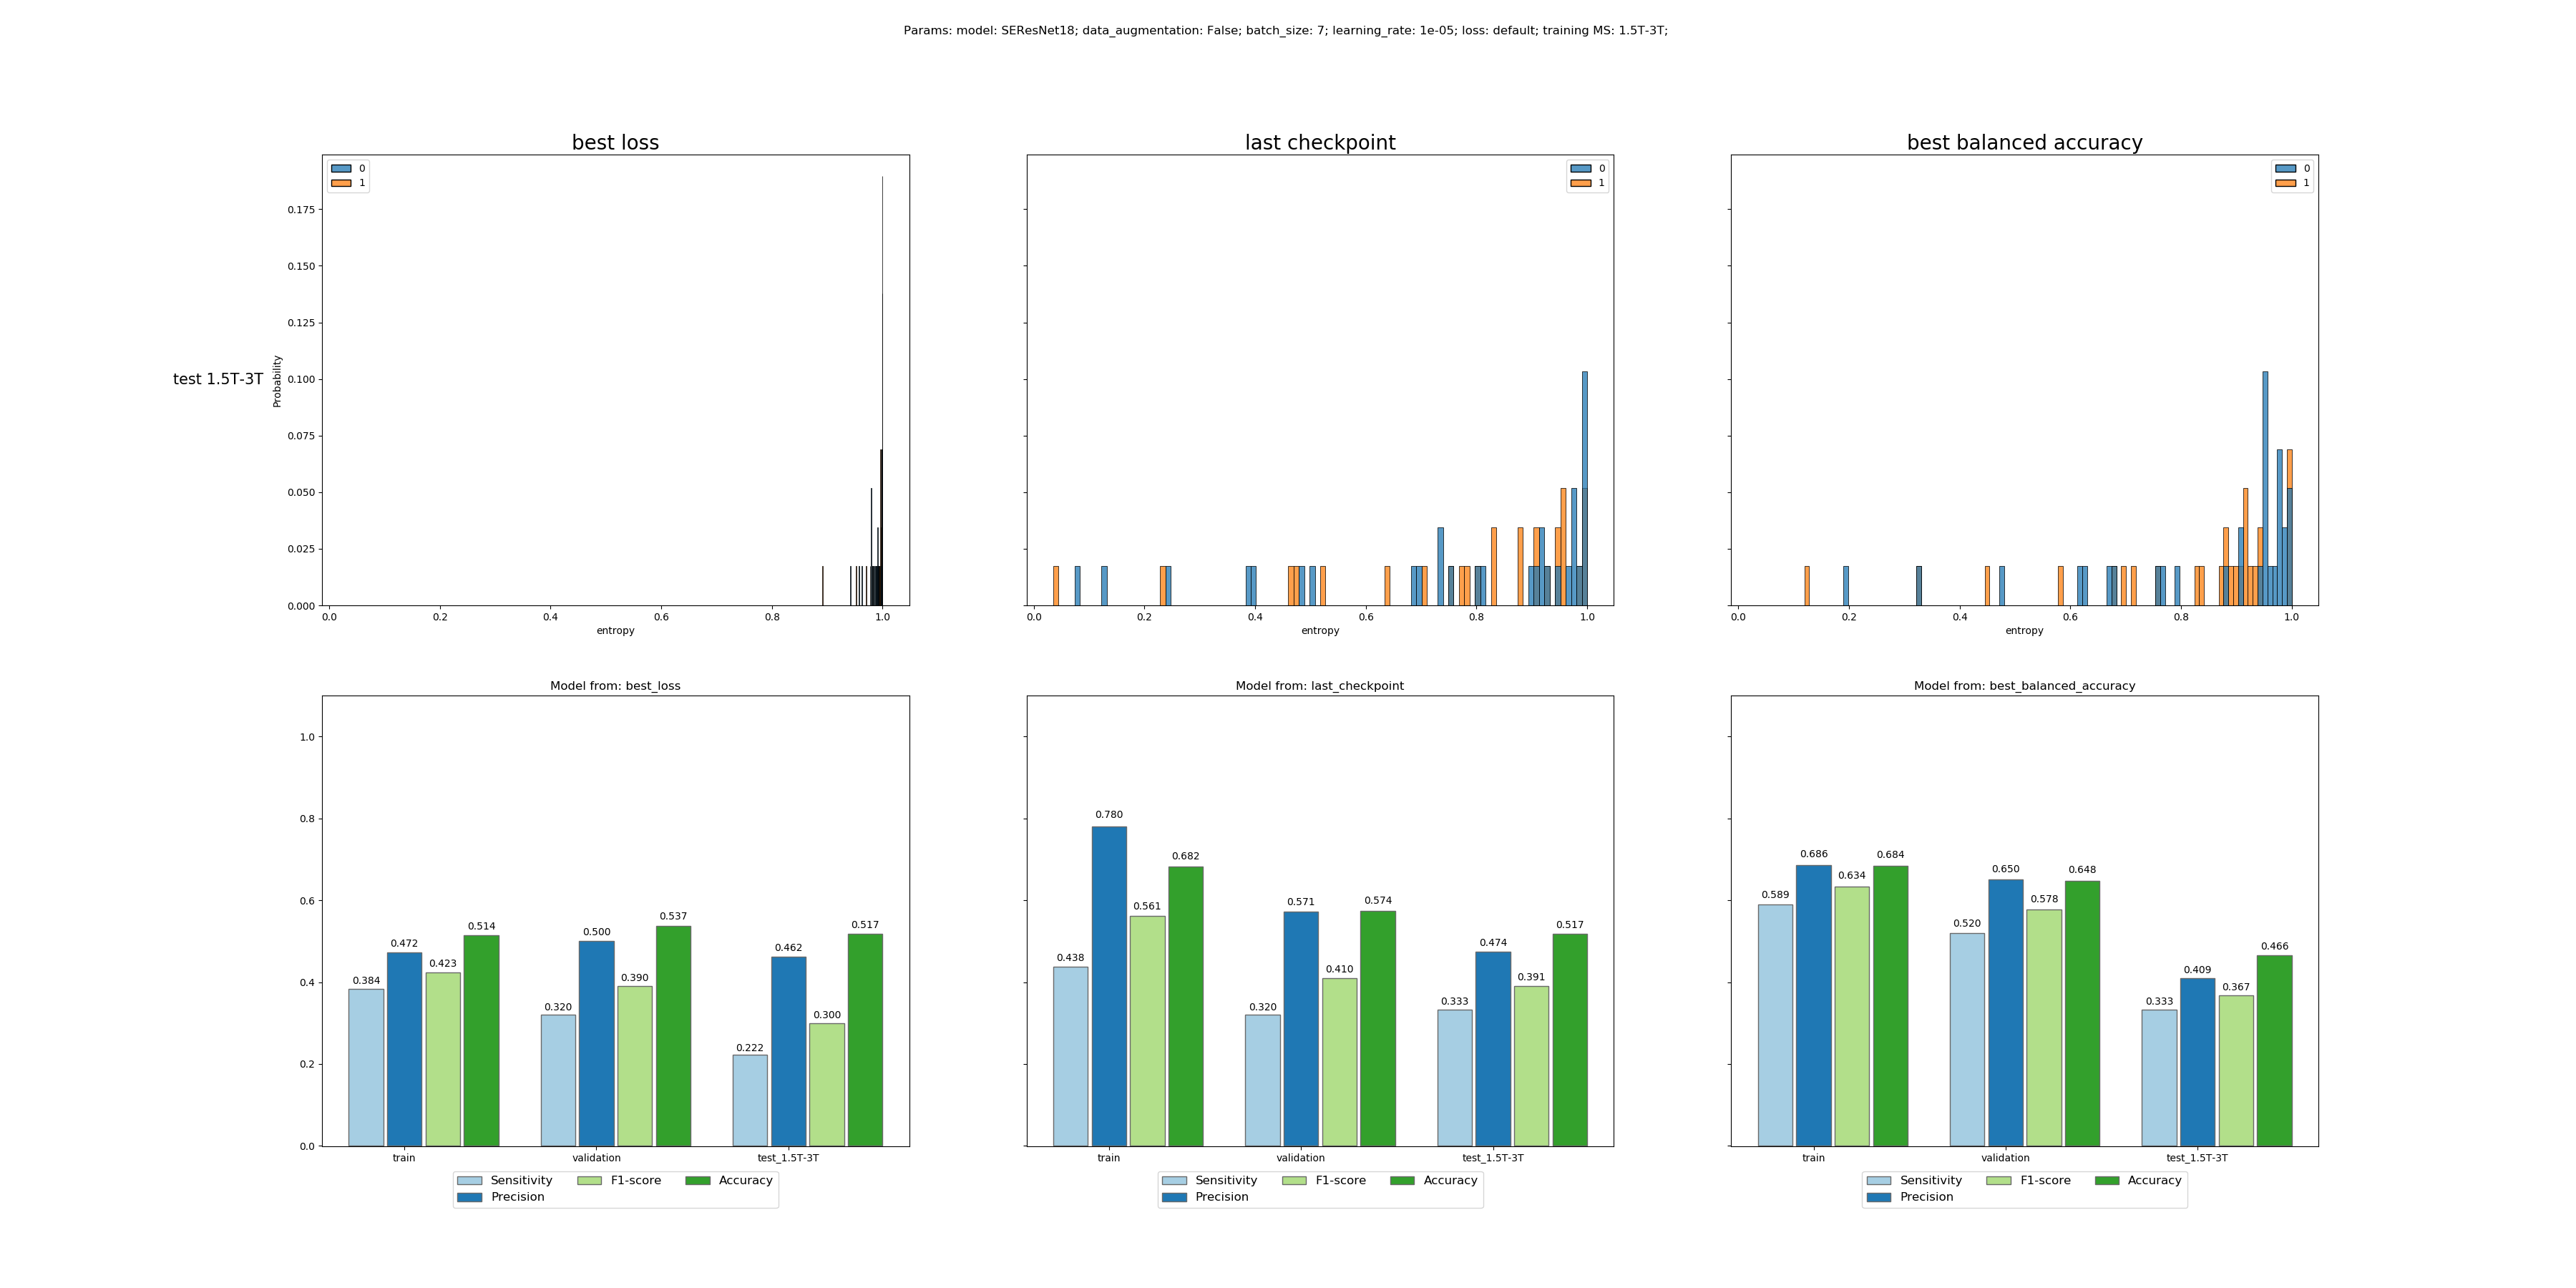 Params: model: SEResNet18; data_augmentation: False; batch_size: 7; learning_rate: 1e-05; loss: default; training MS: 1.5T-3T;
best loss
0
1
0.175
0.150
0.125
0.100
0.075
0.050
0.025
0.000
Probability
test 1.5T-3T
0.0 0.2 0.4 0.6 0.8 1.0
entropy
last checkpoint
0
1
0.0 0.2 0.4 0.6 0.8 1.0
entropy
best balanced accuracy
0
1
0.0 0.2 0.4 0.6 0.8 1.0
entropy
Model from: best_loss
1.0
0.8
0.6
0.4
0.2
0.0
0.384 0.472 0.423 0.514
0.320 0.500 0.390 0.537
0.222 0.462 0.300 0.517
train validation test_1.5T-3T
Sensitivity F1-score Accuracy
Precision
Model from: last_checkpoint
0.438 0.780 0.561 0.682
0.320 0.571 0.410 0.574
0.333 0.474 0.391 0.517
train validation test_1.5T-3T
Sensitivity F1-score Accuracy
Precision
Model from: best_balanced_accuracy
0.589 0.686 0.634 0.684
0.520 0.650 0.578 0.648
0.333 0.409 0.367 0.466
train validation test_1.5T-3T
Sensitivity F1-score Accuracy
Precision